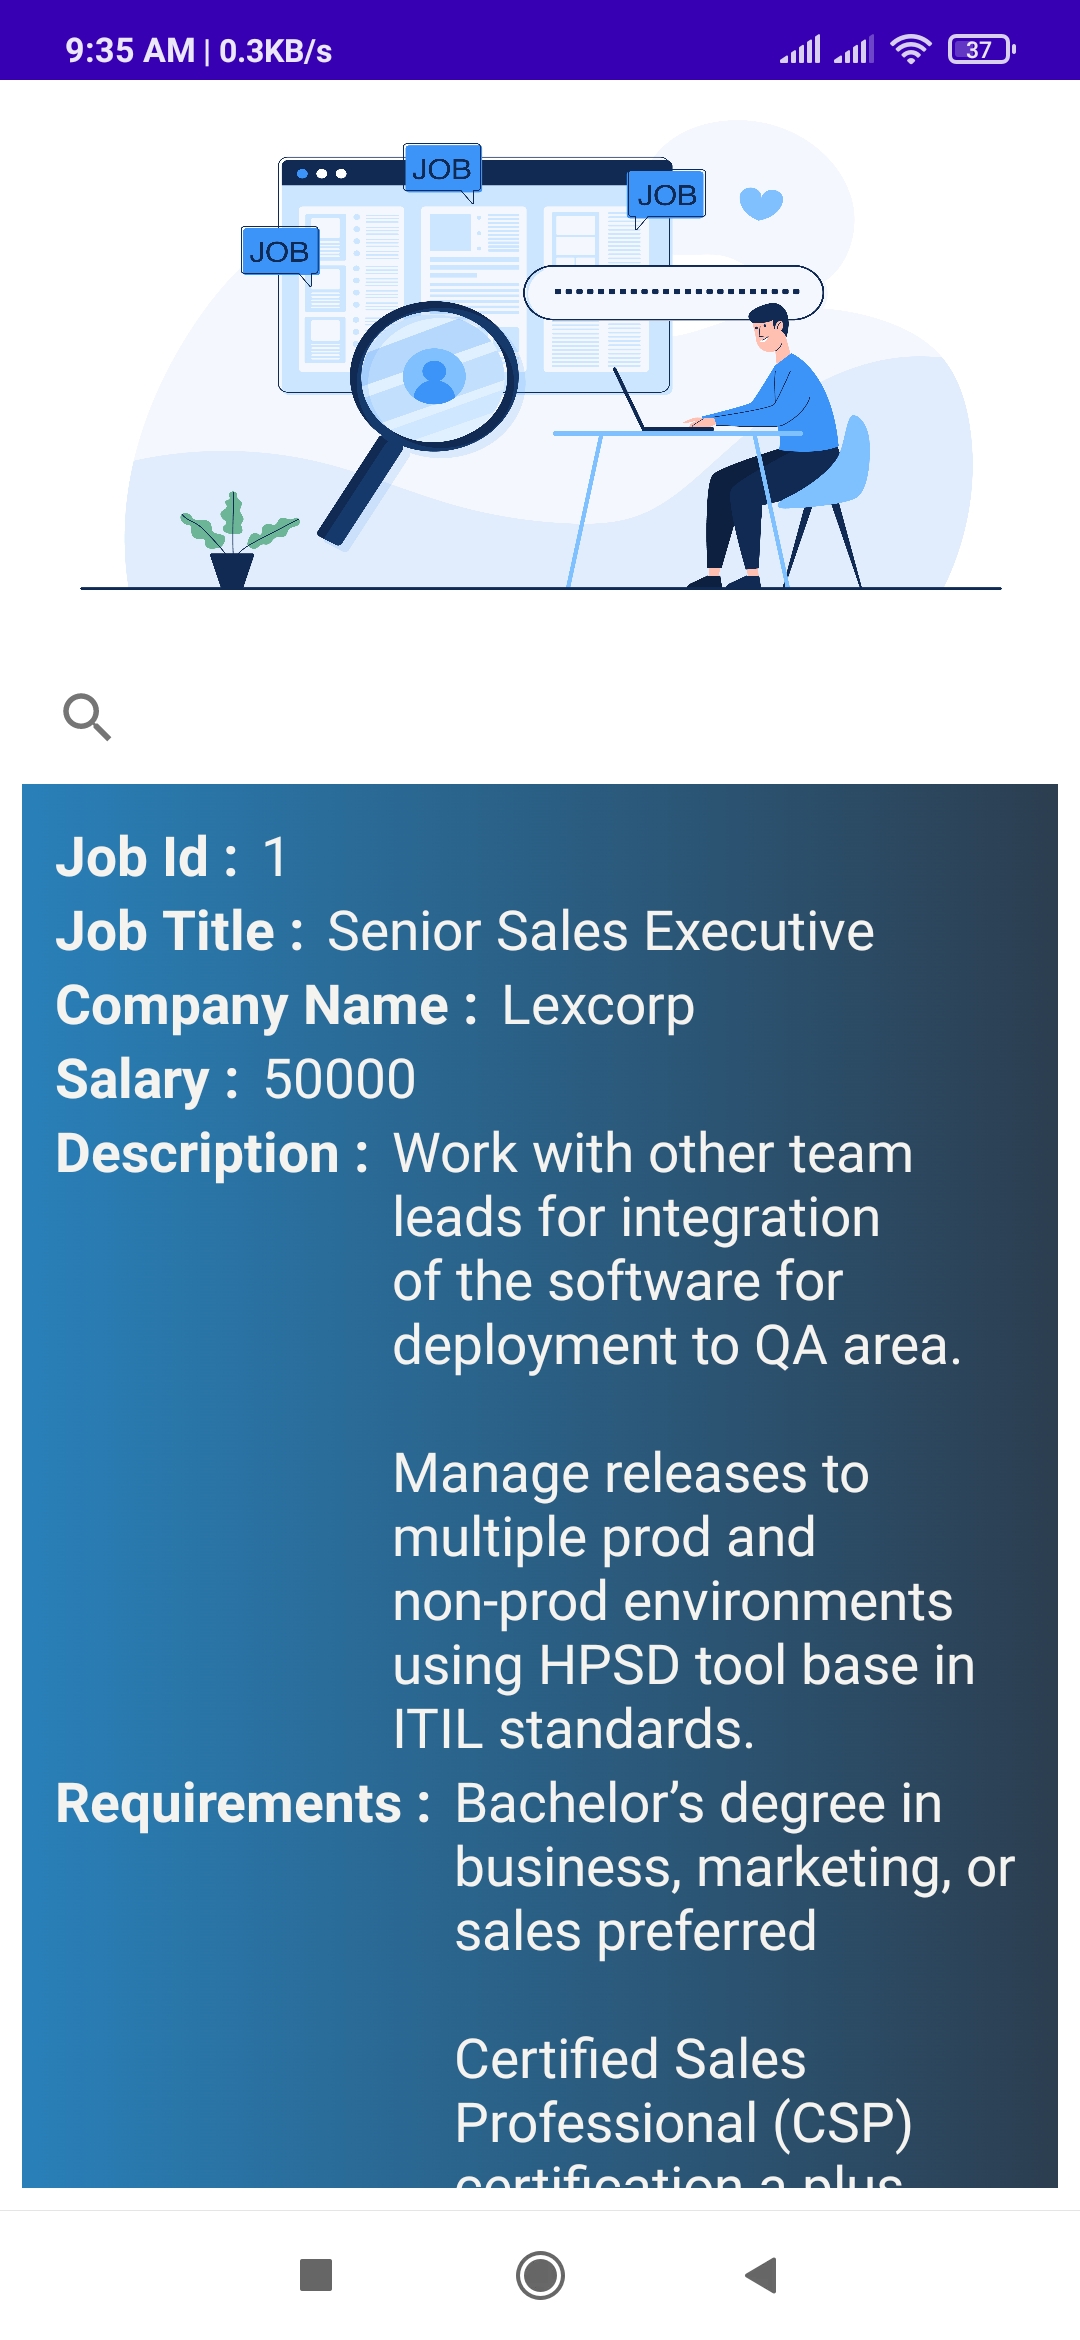 9:35 AM | 0.3KB/s
37
JOB
JOB
JOB
Job Id : 1
Job Title : Senior Sales Executive
Company Name : Lexcorp
Salary : 50000
Description : Work with other team
leads for integration
of the software for
deployment to QA area.
Manage releases to
multiple prod and
non-prod environments
using HPSD tool base in
ITIL standards.
Requirements : Bachelor’s degree in
business, marketing, or
sales preferred
Certified Sales
Professional (CSP)
certification a plus